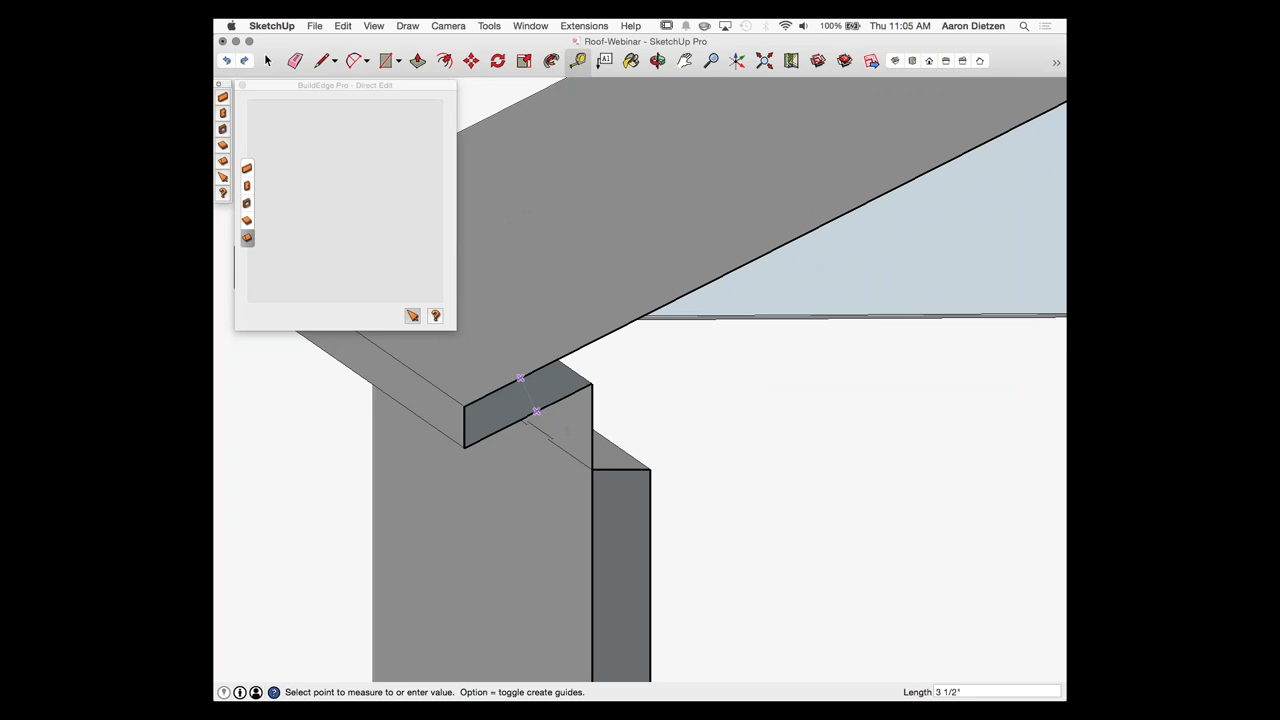 SketchUp File Edit View Draw Camera Tools Window Extensions Help 100% Thu 11:05 AM Aaron Dietzen
Roof-Webinar - SketchUp Pro
A1
BuildEdge Pro - Direct Edit
Select point to measure to or enter value. Option = toggle create guides. Length 3 1/2"